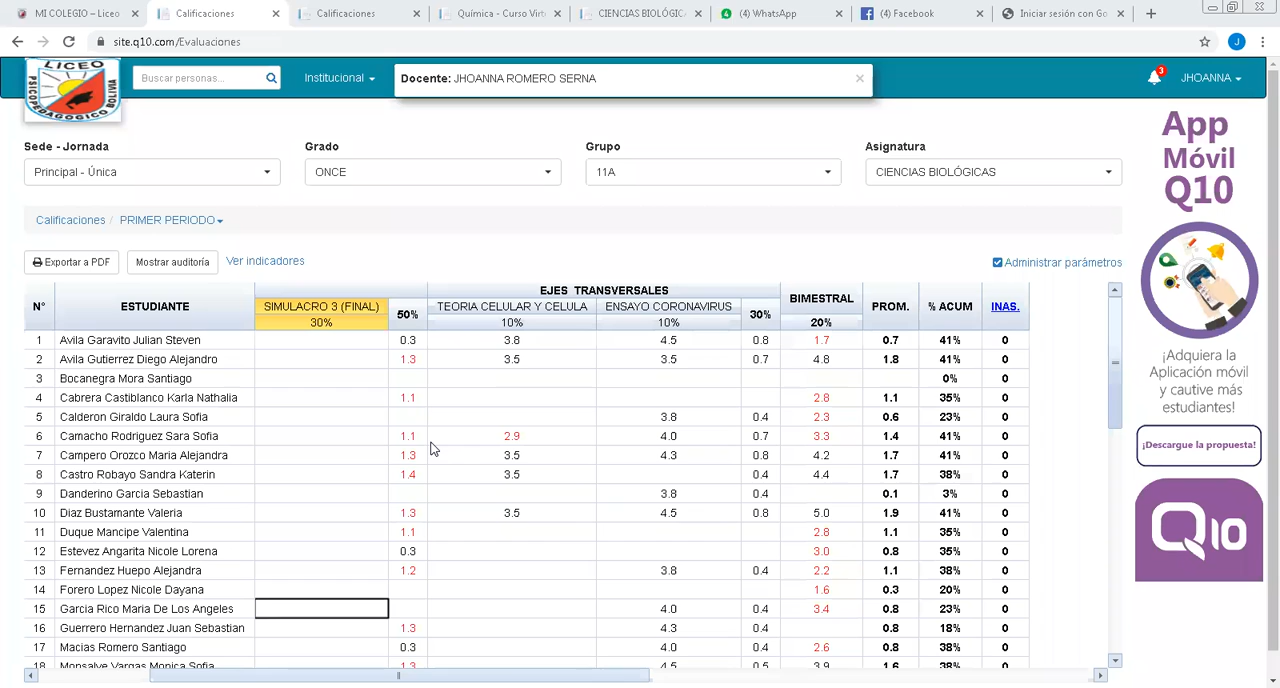 MI COLEGIO – Liceo
Calificaciones
Calificaciones
Química - Curso Virtu
CIENCIAS BIOLÓGIC
(4) WhatsApp
(4) Facebook
Iniciar sesión con Go
site.q10.com/Evaluaciones
J
LICEO
PSICOPEDAGOGICO BOLIVIA
Buscar personas...
Institucional
Docente: JHOANNA ROMERO SERNA
3
JHOANNA
Sede - Jornada
Grado
Grupo
Asignatura
Principal - Única
ONCE
11A
CIENCIAS BIOLÓGICAS
Calificaciones / PRIMER PERIODO
Exportar a PDF
Mostrar auditoría
Ver indicadores
Administrar parámetros
N° ESTUDIANTE SIMULACRO 3 (FINAL) 30% 50% EJES TRANSVERSALES TEORIA CELULAR Y CELULA 10% ENSAYO CORONAVIRUS 10% 30% BIMESTRAL 20% PROM. % ACUM INAS.
1 Avila Garavito Julian Steven 0.3 3.8 4.5 0.8 1.7 0.7 41% 0
2 Avila Gutierrez Diego Alejandro 1.3 3.5 3.5 0.7 4.8 1.8 41% 0
3 Bocanegra Mora Santiago 0% 0
4 Cabrera Castiblanco Karla Nathalia 1.1 2.8 1.1 35% 0
5 Calderon Giraldo Laura Sofia 3.8 0.4 2.3 0.6 23% 0
6 Camacho Rodriguez Sara Sofia 1.1 2.9 4.0 0.7 3.3 1.4 41% 0
7 Campero Orozco Maria Alejandra 1.3 3.5 4.3 0.8 4.2 1.7 41% 0
8 Castro Robayo Sandra Katerin 1.4 3.5 0.4 4.4 1.7 38% 0
9 Danderino Garcia Sebastian 3.8 0.4 0.1 3% 0
10 Diaz Bustamante Valeria 1.3 3.5 4.5 0.8 5.0 1.9 41% 0
11 Duque Mancipe Valentina 1.1 2.8 1.1 35% 0
12 Estevez Angarita Nicole Lorena 0.3 3.0 0.8 35% 0
13 Fernandez Huepo Alejandra 1.2 3.8 0.4 2.2 1.1 38% 0
14 Forero Lopez Nicole Dayana 1.6 0.3 20% 0
15 Garcia Rico Maria De Los Angeles 4.0 0.4 3.4 0.8 23% 0
16 Guerrero Hernandez Juan Sebastian 1.3 4.3 0.4 0.8 18% 0
17 Macias Romero Santiago 0.3 2.6 0.8 38% 0
18 Monsalve Vargas Monica Sofia 1.3 4.5 0.5 3.9 1.6 38% 0
App
Móvil
Q10
¡Adquiera la
Aplicación móvil
y cautive más
estudiantes!
¡Descargue la propuesta!
Q10